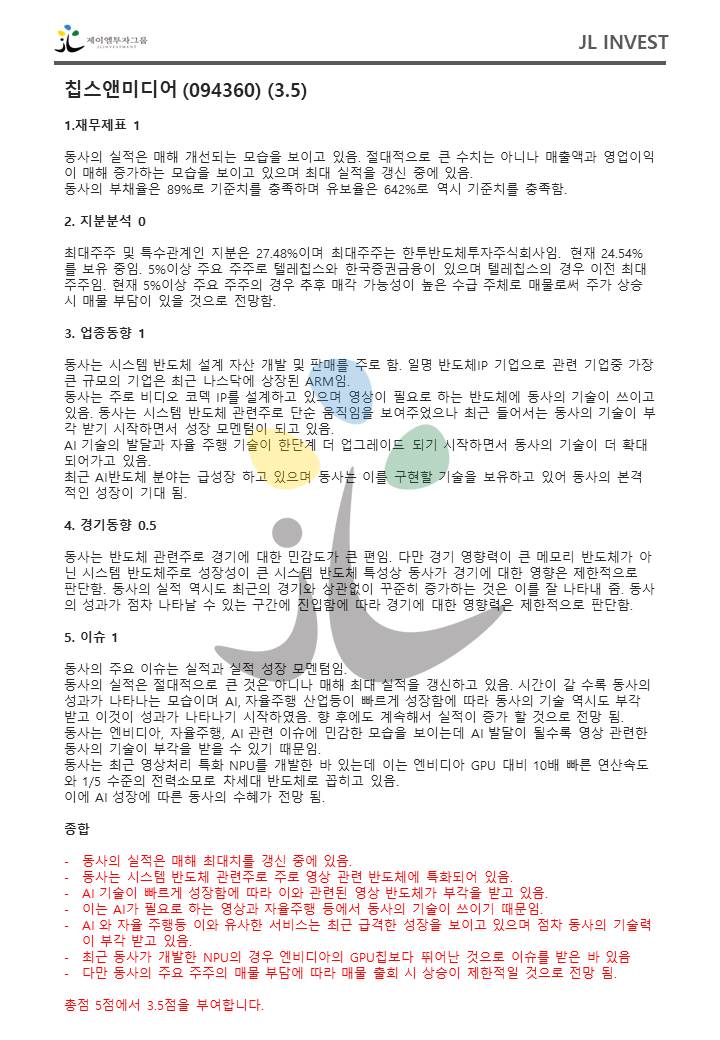 제이엘투자그룹
JL INVESTMENT
JL INVEST
칩스앤미디어 (094360) (3.5)
1.재무제표 1
동사의 실적은 매해 개선되는 모습을 보이고 있음. 절대적으로 큰 수치는 아니나 매출액과 영업이익
이 매해 증가하는 모습을 보이고 있으며 최대 실적을 갱신 중에 있음.
동사의 부채율은 89%로 기준치를 충족하며 유보율은 642%로 역시 기준치를 충족함.
2. 지분분석 0
최대주주 및 특수관계인 지분은 27.48%이며 최대주주는 한투반도체투자주식회사임. 현재 24.54%
를 보유 중임. 5%이상 주요 주주로 텔레칩스와 한국증권금융이 있으며 텔레칩스의 경우 이전 최대
주주임. 현재 5%이상 주요 주주의 경우 추후 매각 가능성이 높은 수급 주체로 매물로써 주가 상승
시 매물 부담이 있을 것으로 전망함.
3. 업종동향 1
동사는 시스템 반도체 설계 자산 개발 및 판매를 주로 함. 일명 반도체IP 기업으로 관련 기업중 가장
큰 규모의 기업은 최근 나스닥에 상장된 ARM임.
동사는 주로 비디오 코덱 IP를 설계하고 있으며 영상이 필요로 하는 반도체에 동사의 기술이 쓰이고
있음. 동사는 시스템 반도체 관련주로 단순 움직임을 보여주었으나 최근 들어서는 동사의 기술이 부
각 받기 시작하면서 성장 모멘텀이 되고 있음.
AI 기술의 발달과 자율 주행 기술이 한단계 더 업그레이드 되기 시작하면서 동사의 기술이 더 확대
되어가고 있음.
최근 AI반도체 분야는 급성장 하고 있으며 동사는 이를 구현할 기술을 보유하고 있어 동사의 본격
적인 성장이 기대 됨.
4. 경기동향 0.5
동사는 반도체 관련주로 경기에 대한 민감도가 큰 편임. 다만 경기 영향력이 큰 메모리 반도체가 아
닌 시스템 반도체주로 성장성이 큰 시스템 반도체 특성상 동사가 경기에 대한 영향은 제한적으로
판단함. 동사의 실적 역시도 최근의 경기와 상관없이 꾸준히 증가하는 것은 이를 잘 나타내 줌. 동사
의 성과가 점차 나타날 수 있는 구간에 진입함에 따라 경기에 대한 영향력은 제한적으로 판단함.
5. 이슈 1
동사의 주요 이슈는 실적과 실적 성장 모멘텀임.
동사의 실적은 절대적으로 큰 것은 아니나 매해 최대 실적을 갱신하고 있음. 시간이 갈 수록 동사의
성과가 나타나는 모습이며 AI, 자율주행 산업등이 빠르게 성장함에 따라 동사의 기술 역시도 부각
받고 이것이 성과가 나타나기 시작하였음. 향 후에도 계속해서 실적이 증가 할 것으로 전망 됨.
동사는 엔비디아, 자율주행, AI 관련 이슈에 민감한 모습을 보이는데 AI 발달이 될수록 영상 관련한
동사의 기술이 부각을 받을 수 있기 때문임.
동사는 최근 영상처리 특화 NPU를 개발한 바 있는데 이는 엔비디아 GPU 대비 10배 빠른 연산속도
와 1/5 수준의 전력소모로 차세대 반도체로 꼽히고 있음.
이에 AI 성장에 따른 동사의 수혜가 전망 됨.
종합
- 동사의 실적은 매해 최대치를 갱신 중에 있음.
- 동사는 시스템 반도체 관련주로 주로 영상 관련 반도체에 특화되어 있음.
- AI 기술이 빠르게 성장함에 따라 이와 관련된 영상 반도체가 부각을 받고 있음.
- 이는 AI가 필요로 하는 영상과 자율주행 등에서 동사의 기술이 쓰이기 때문임.
- AI 와 자율 주행등 이와 유사한 서비스는 최근 급격한 성장을 보이고 있으며 점차 동사의 기술력
이 부각 받고 있음.
- 최근 동사가 개발한 NPU의 경우 엔비디아의 GPU칩보다 뛰어난 것으로 이슈를 받은 바 있음
- 다만 동사의 주요 주주의 매물 부담에 따라 매물 출회 시 상승이 제한적일 것으로 전망 됨.
총점 5점에서 3.5점을 부여합니다.